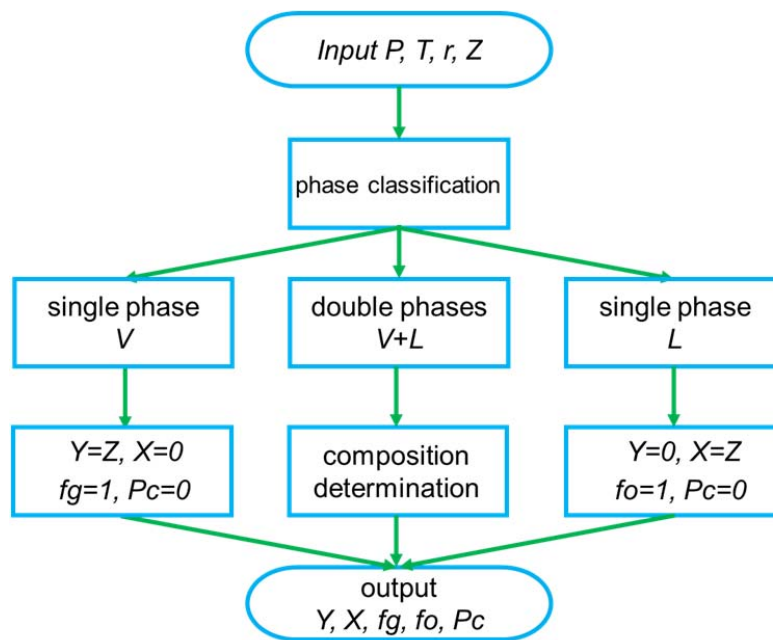 Input P, T, r, Z
phase classification
single phase
V
double phases
V+L
single phase
L
Y=Z, X=0
fg=1, Pc=0
composition
determination
Y=0, X=Z
fo=1, Pc=0
output
Y, X, fg, fo, Pc